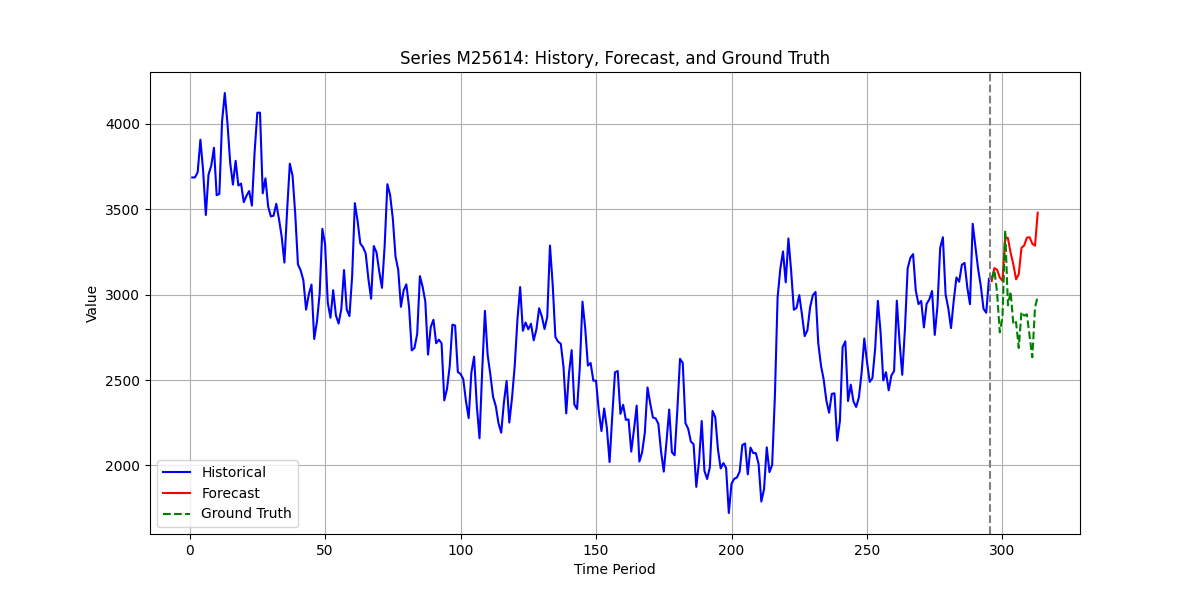 Series M25614: History, Forecast, and Ground Truth
Value
4000
3500
3000
2500
2000
Historical
Forecast
Ground Truth
0 50 100 150 200 250 300
Time Period